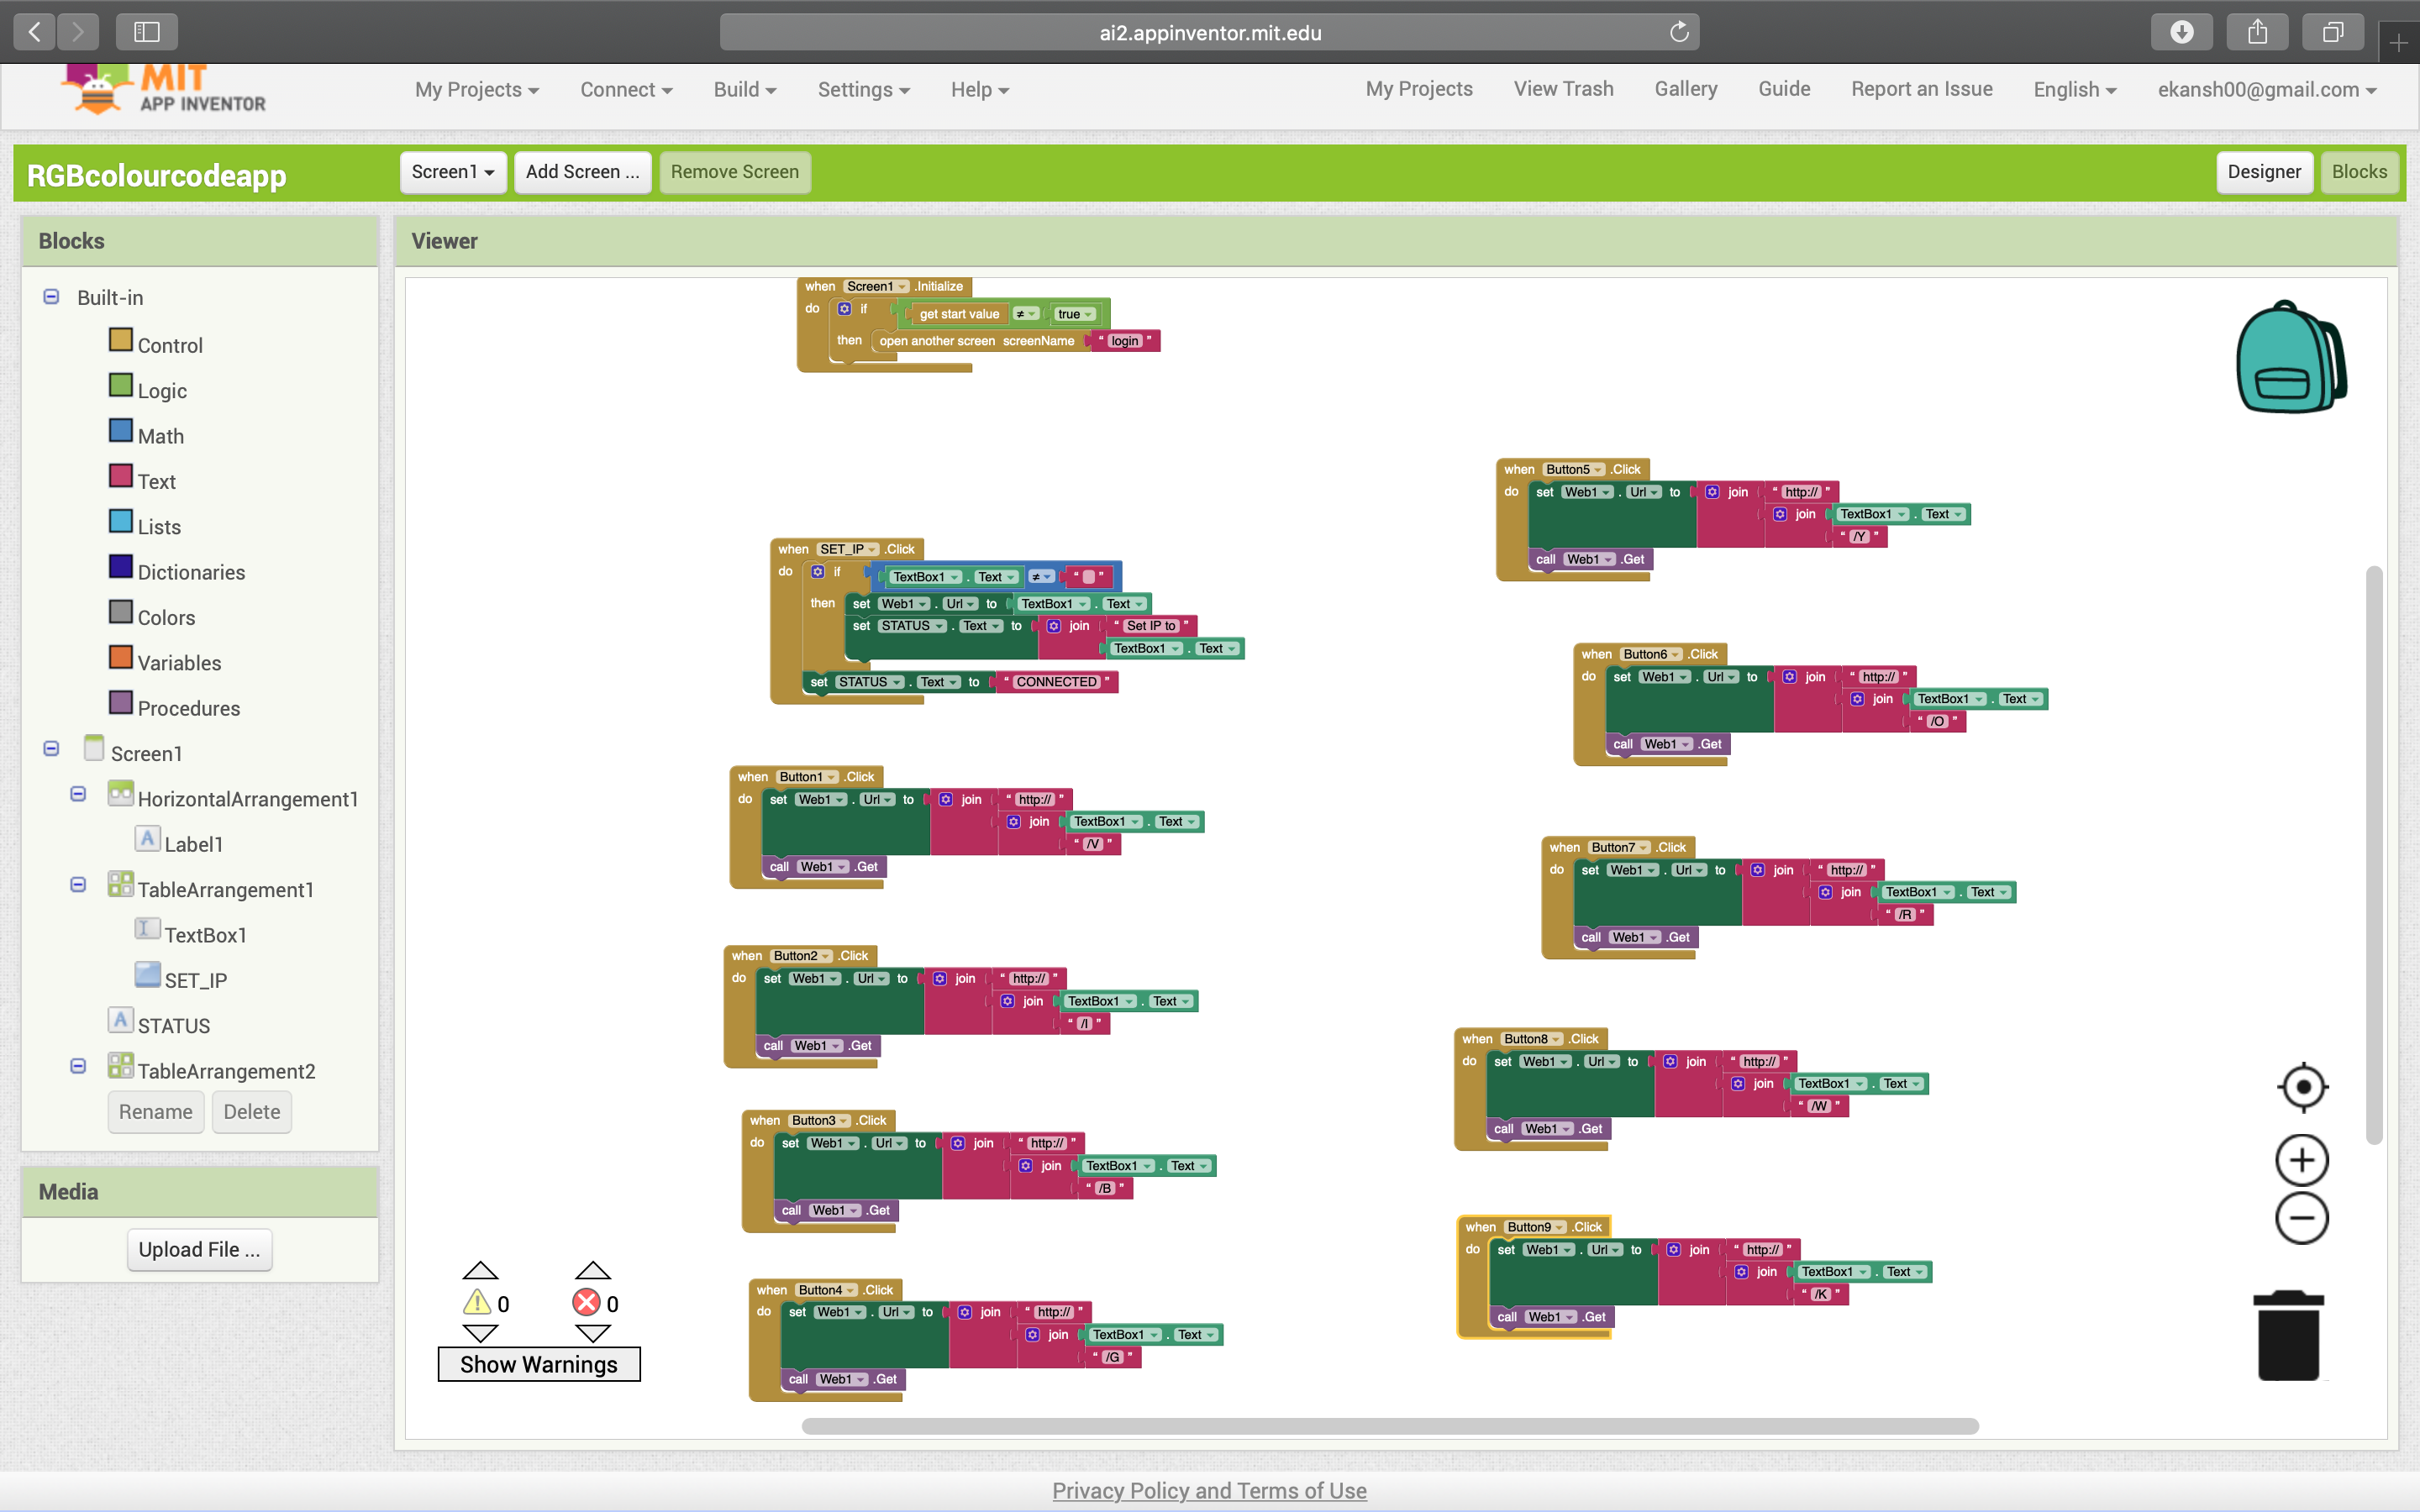 ai2.appinventor.mit.edu
MIT
APP INVENTOR
My Projects Connect Build Settings Help My Projects View Trash Gallery Guide Report an Issue English ekansh00@gmail.com
RGBcolourcodeapp Screen1 Add Screen ... Remove Screen Designer Blocks
Blocks
Built-in
Control
Logic
Math
Text
Lists
Dictionaries
Colors
Variables
Procedures
Screen1
HorizontalArrangement1
Label1
TableArrangement1
TextBox1
SET_IP
STATUS
TableArrangement2
Rename Delete
Media
Upload File ...
Viewer
when Screen1 .Initialize
do if get start value ≠ true
then open another screen screenName " login "
when SET_IP .Click
do if TextBox1 . Text ≠ " "
then set Web1 . Url to TextBox1 . Text
set STATUS . Text to join " Set IP to "
TextBox1 . Text
set STATUS . Text to " CONNECTED "
when Button1 .Click
do set Web1 . Url to join " http:// "
join TextBox1 . Text
" /V "
call Web1 .Get
when Button2 .Click
do set Web1 . Url to join " http:// "
join TextBox1 . Text
" /I "
call Web1 .Get
when Button3 .Click
do set Web1 . Url to join " http:// "
join TextBox1 . Text
" /B "
call Web1 .Get
when Button4 .Click
do set Web1 . Url to join " http:// "
join TextBox1 . Text
" /G "
call Web1 .Get
when Button5 .Click
do set Web1 . Url to join " http:// "
join TextBox1 . Text
" /Y "
call Web1 .Get
when Button6 .Click
do set Web1 . Url to join " http:// "
join TextBox1 . Text
" /O "
call Web1 .Get
when Button7 .Click
do set Web1 . Url to join " http:// "
join TextBox1 . Text
" /R "
call Web1 .Get
when Button8 .Click
do set Web1 . Url to join " http:// "
join TextBox1 . Text
" /W "
call Web1 .Get
when Button9 .Click
do set Web1 . Url to join " http:// "
join TextBox1 . Text
" /K "
call Web1 .Get
0 0
Show Warnings
Privacy Policy and Terms of Use